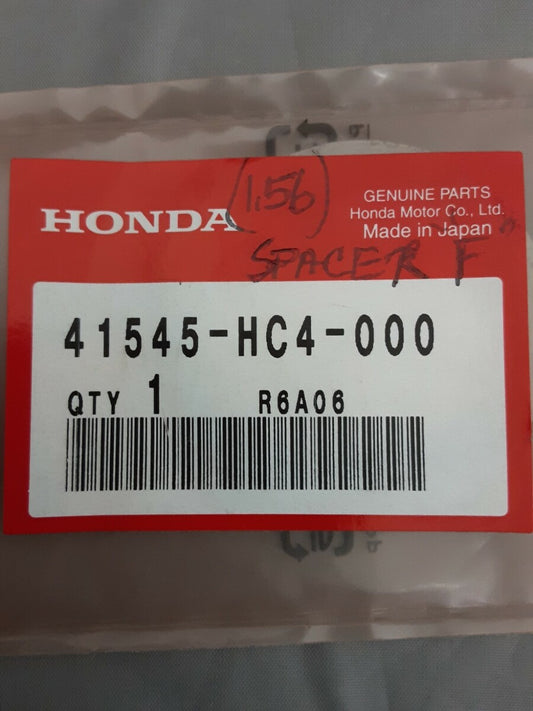 HONDA
(1.56)
GENUINE PARTS
Honda Motor Co., Ltd.
Made in Japan
SPACER "F"
41545-HC4-000
QTY 1 R6A06